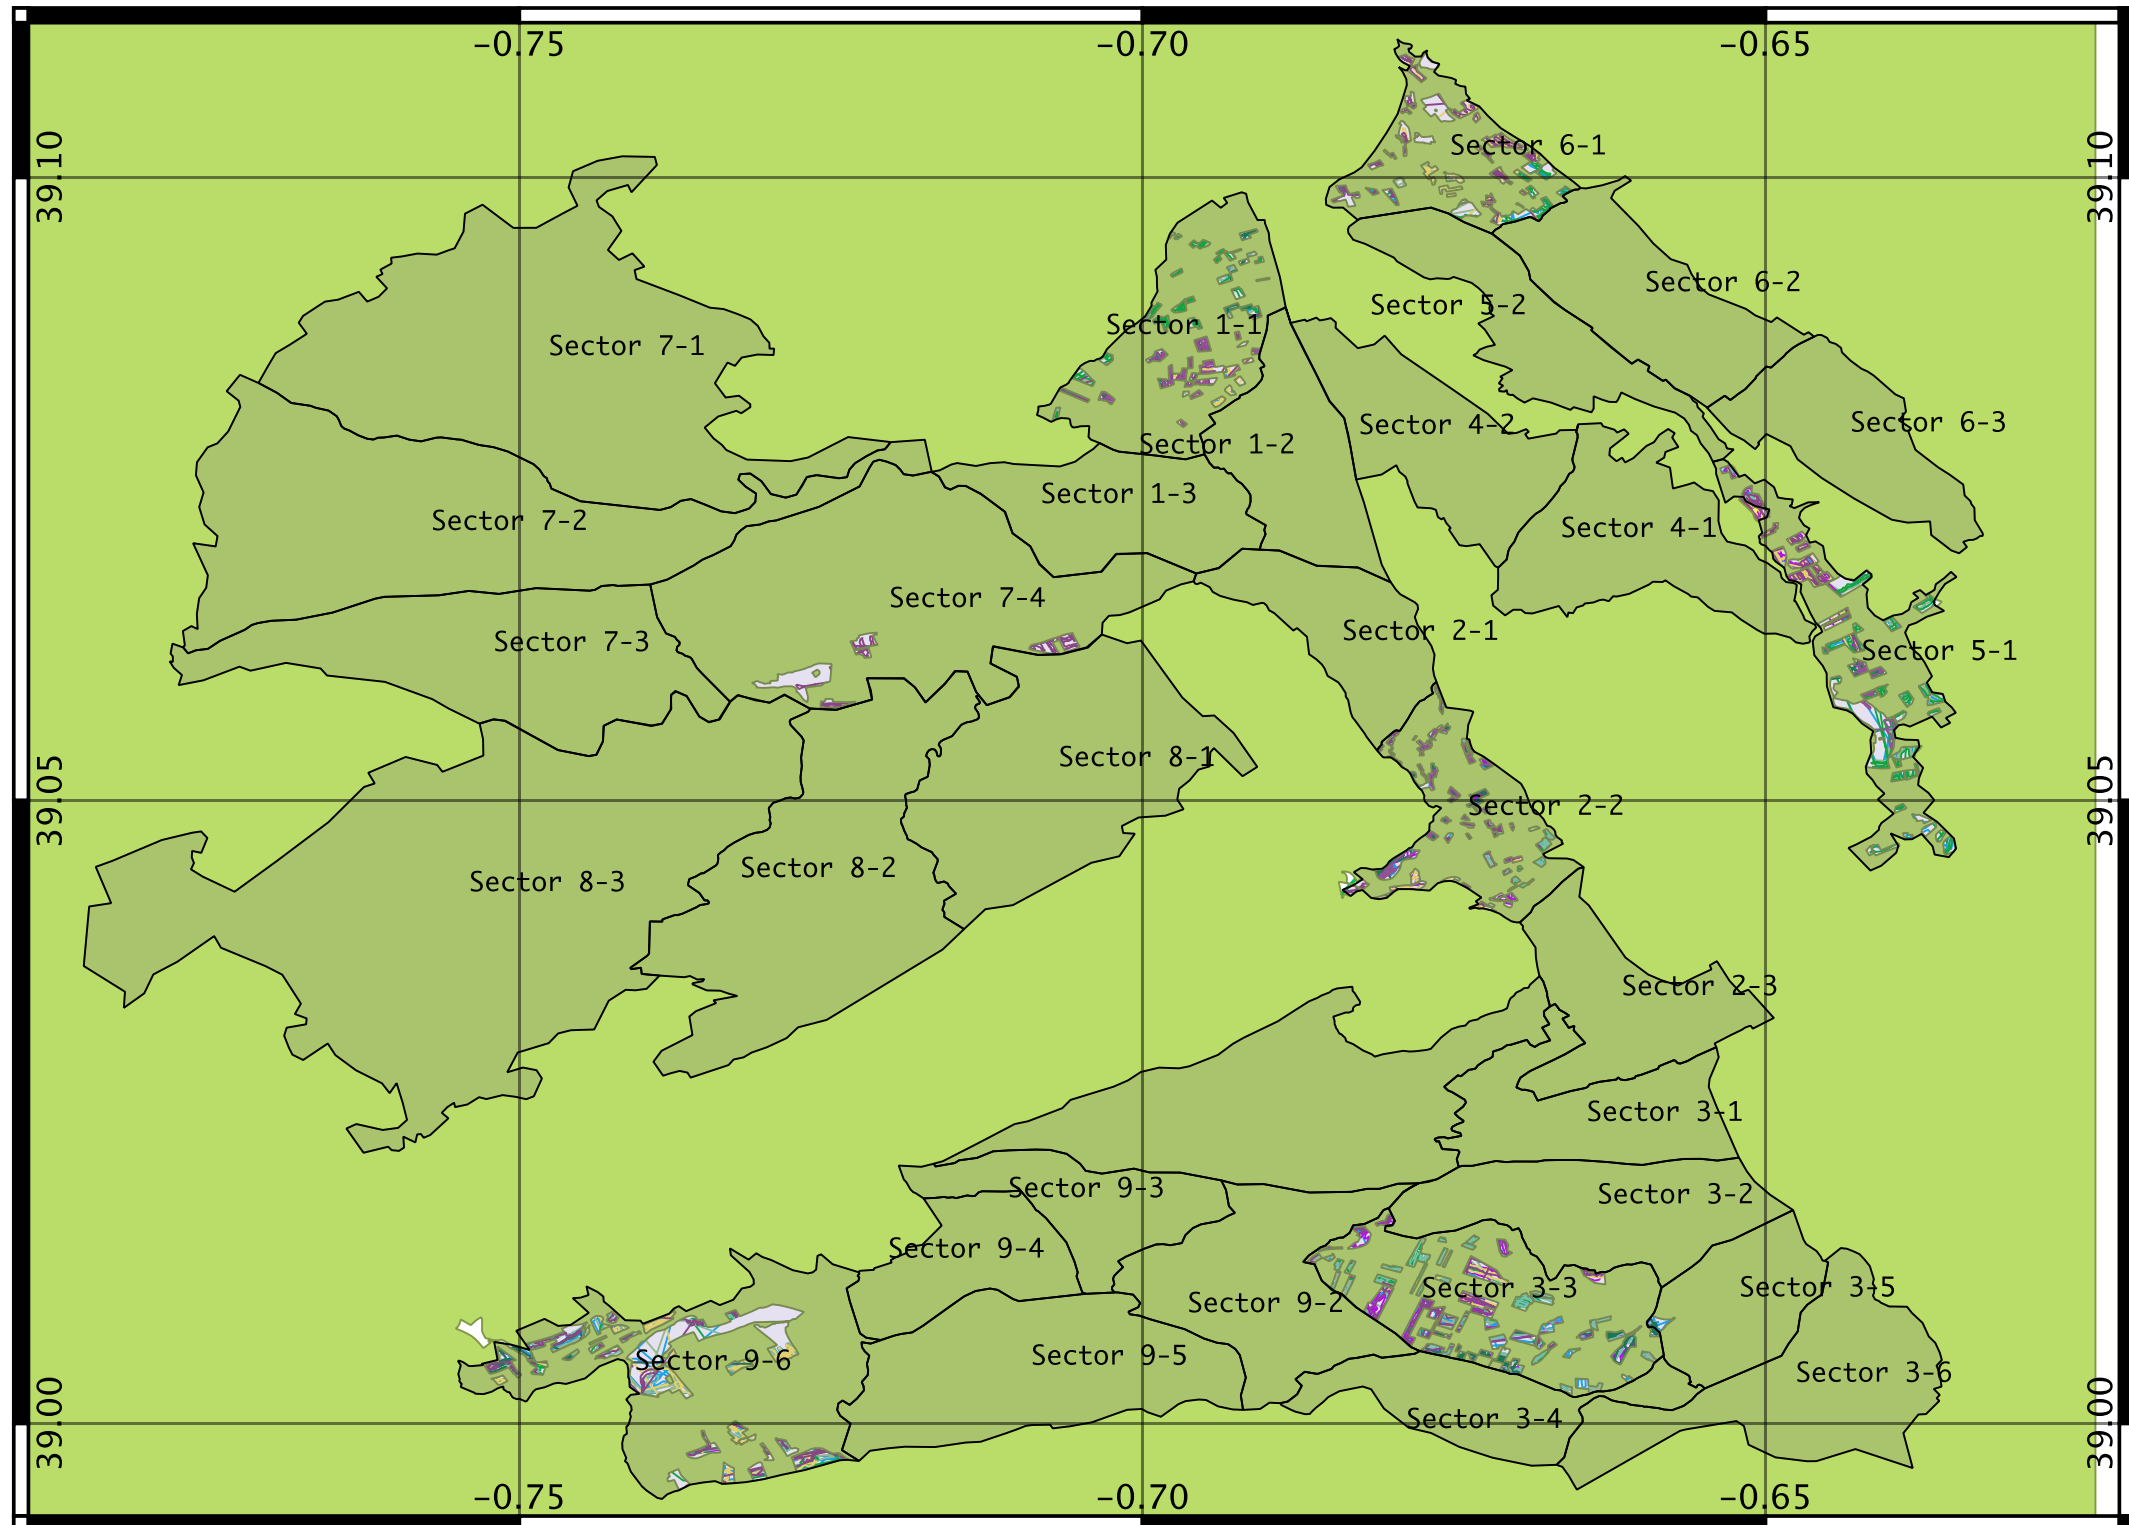 -0.75
-0.70
-0.65
39.10
39.10
Sector 6-1
Sector 6-2
Sector 5-2
Sector 1-1
Sector 7-1
Sector 6-3
Sector 4-2
Sector 1-2
Sector 1-3
Sector 7-2
Sector 4-1
Sector 7-4
Sector 2-1
Sector 7-3
Sector 5-1
Sector 8-1
39.05
39.05
Sector 2-2
Sector 8-2
Sector 8-3
Sector 2-3
Sector 3-1
Sector 9-3
Sector 3-2
Sector 9-4
Sector 3-3
Sector 3-5
Sector 9-2
Sector 9-5
Sector 9-6
Sector 3-6
Sector 3-4
39.00
39.00
-0.75
-0.70
-0.65